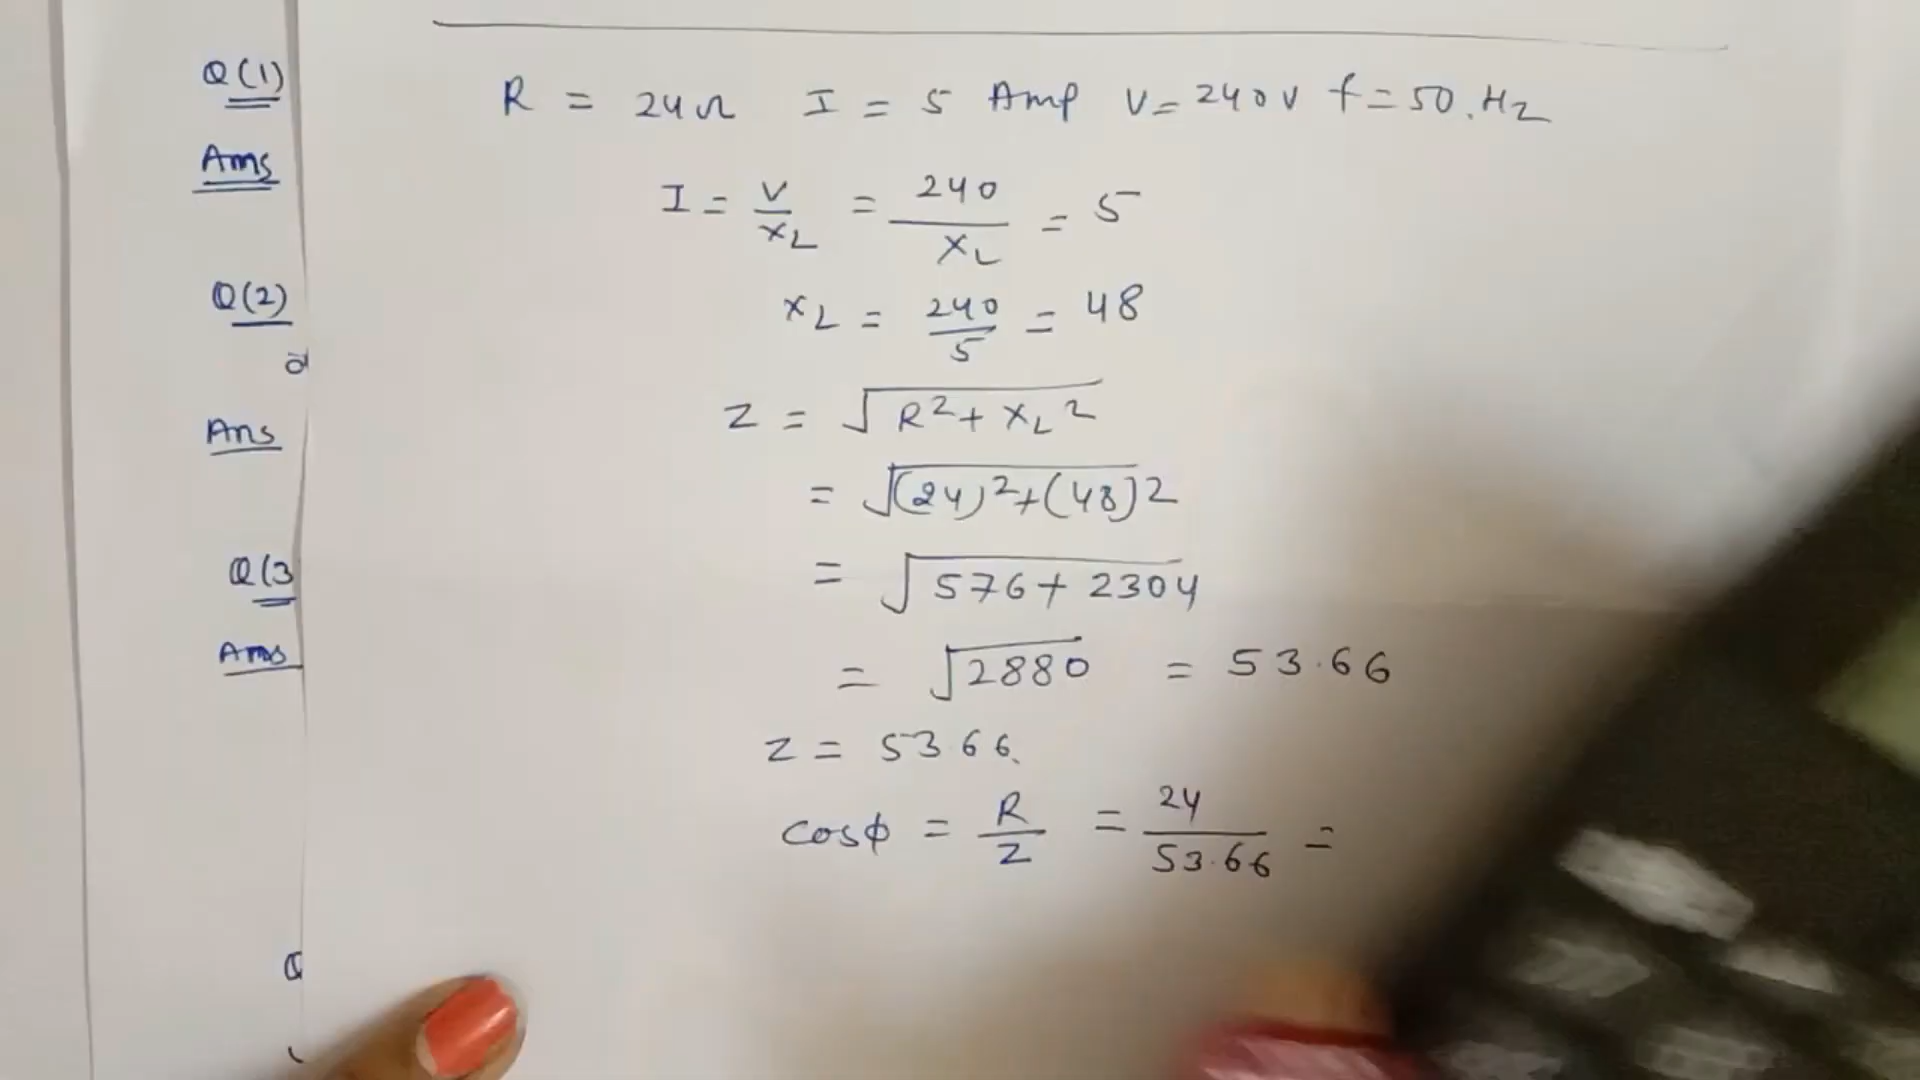 Q(1)
R = 24Ω I = 5 Amp V = 240V f = 50.Hz
Ans
I = V/XL = 240/XL = 5
Q(2)
XL = 240/5 = 48
Z = √R²+XL²
Ans
= √(24)²+(48)2
Q(3
= √576+2304
Ans
= √2880 = 53.66
Z = 53.66
cosϕ = R/Z = 24/53.66 =
Q